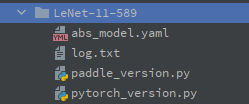 LeNet-11-589
abs_model.yaml
log.txt
paddle_version.py
pytorch_version.py